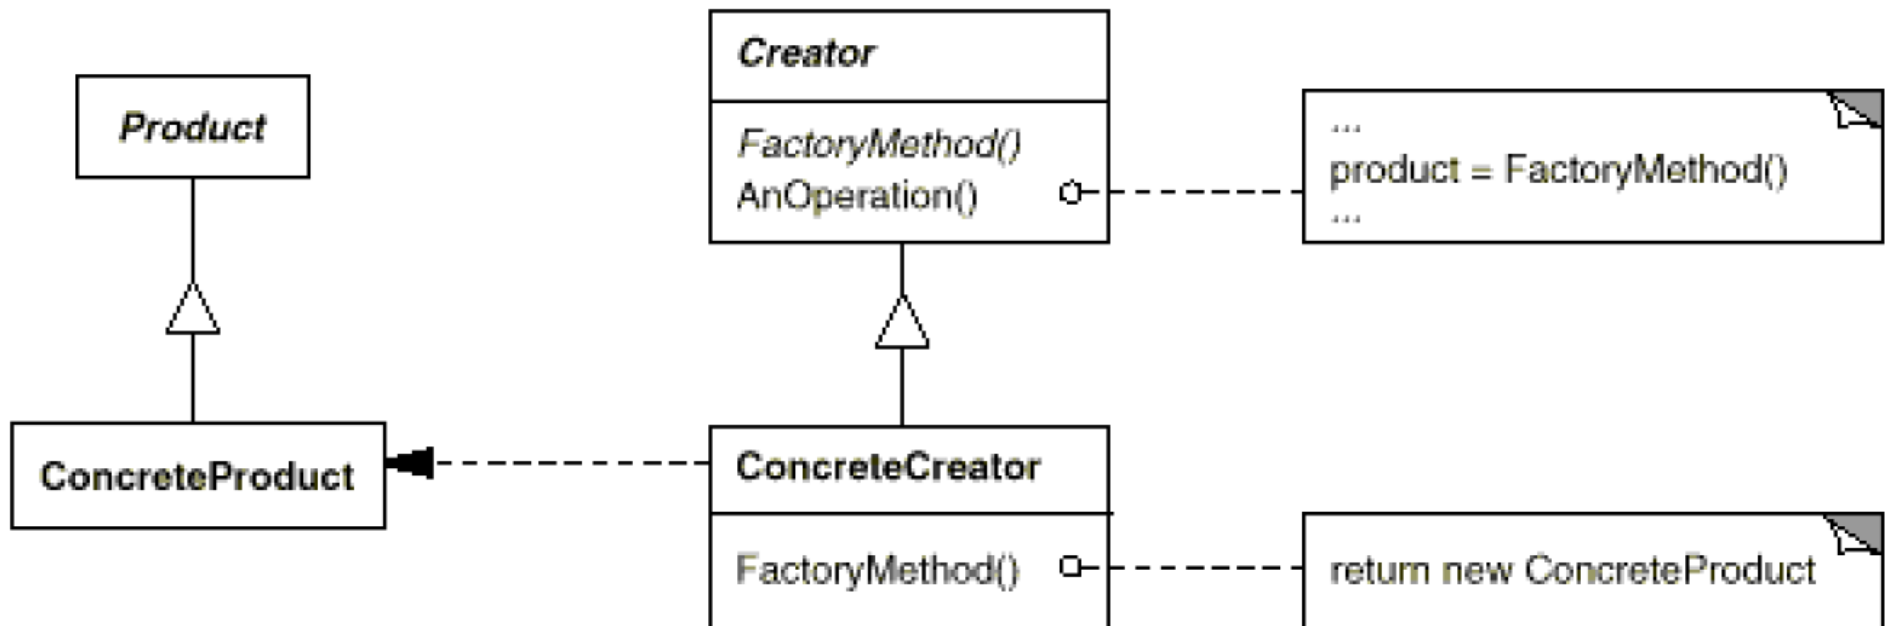 Product
ConcreteProduct
Creator
FactoryMethod()
AnOperation()
...
product = FactoryMethod()
...
ConcreteCreator
FactoryMethod()
return new ConcreteProduct